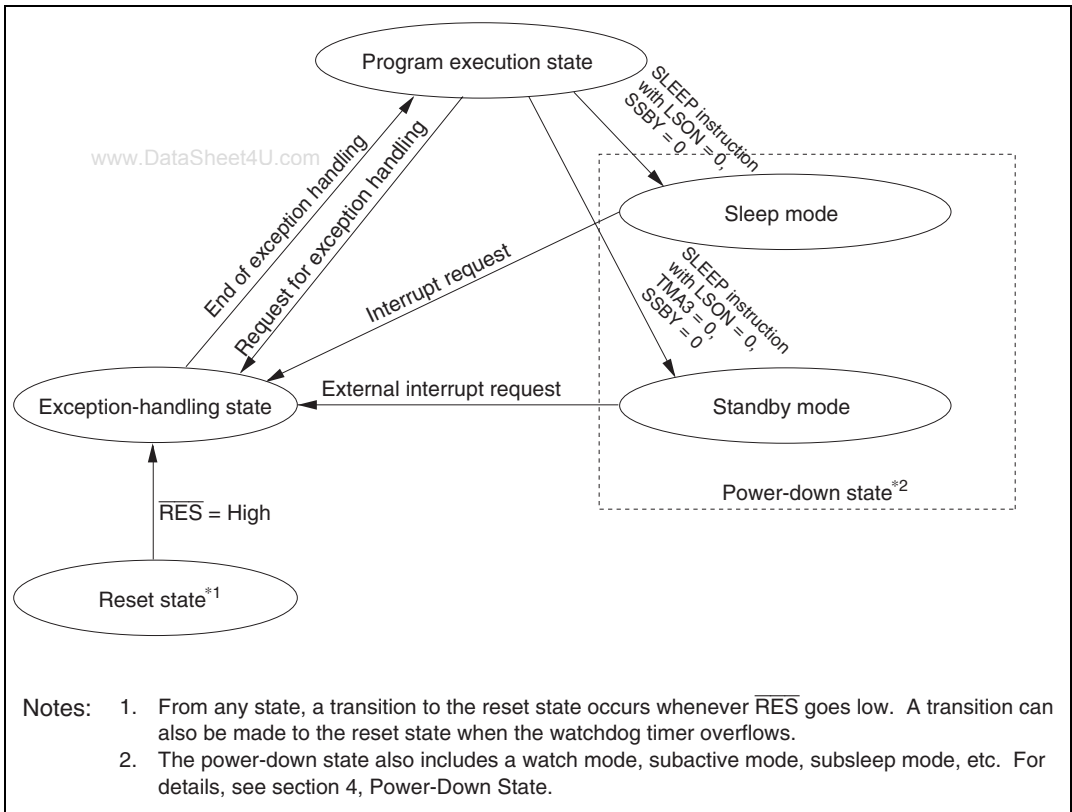 Program execution state
SLEEP instruction
with LSON = 0,
SSBY = 0
www.DataSheet4U.com
End of exception handling
Request for exception handling
Sleep mode
Interrupt request
SLEEP instruction
with LSON = 0,
TMA3 = 0,
SSBY = 0
Exception-handling state
External interrupt request
Standby mode
Power-down state*2
RES = High
Reset state*1
Notes: 1. From any state, a transition to the reset state occurs whenever RES goes low. A transition can
also be made to the reset state when the watchdog timer overflows.
2. The power-down state also includes a watch mode, subactive mode, subsleep mode, etc. For
details, see section 4, Power-Down State.